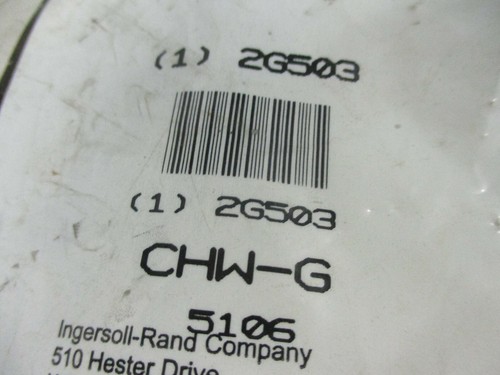 (1) 2G503
(1) 2G503
CHW-G
5106
Ingersoll-Rand Company
510 Hester Drive